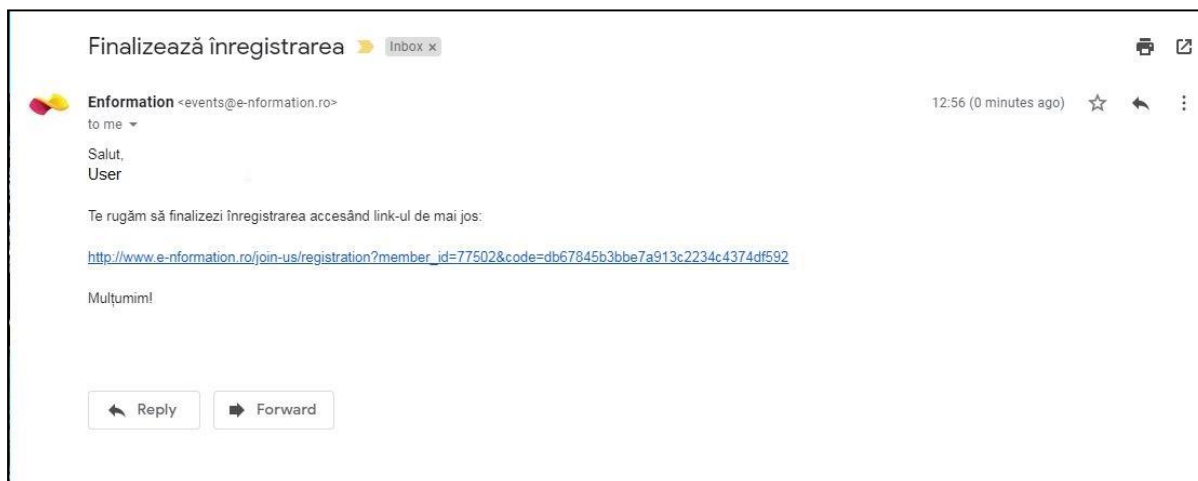 Finalizează înregistrarea Inbox x
Enformation <events@e-nformation.ro> 12:56 (0 minutes ago)
to me
Salut,
User
Te rugăm să finalizezi înregistrarea accesând link-ul de mai jos:
http://www.e-nformation.ro/join-us/registration?member_id=77502&code=db67845b3bbe7a913c2234c4374df592
Mulțumim!
Reply Forward